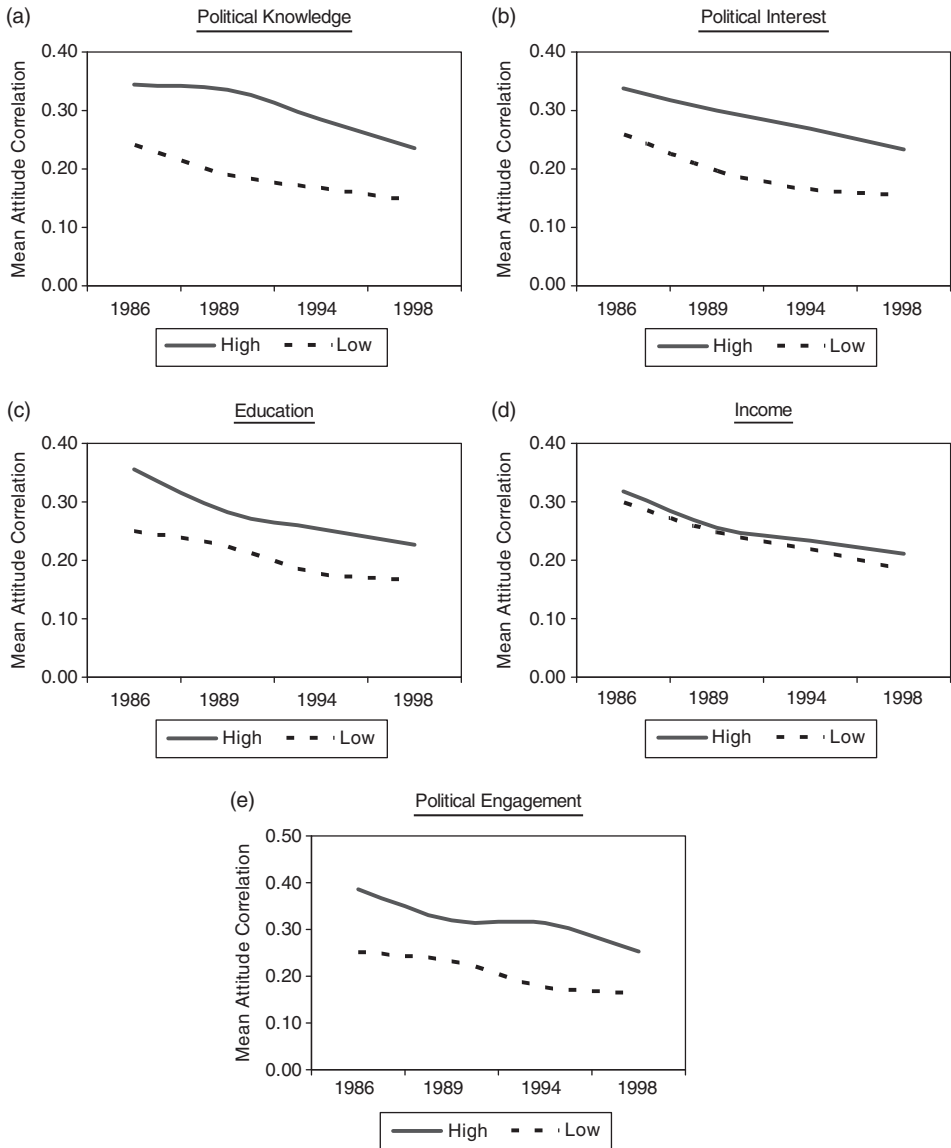 (a) Political Knowledge
Mean Attitude Correlation
0.40
0.30
0.20
0.10
0.00
1986 1989 1994 1998
High Low
(b) Political Interest
Mean Attitude Correlation
0.40
0.30
0.20
0.10
0.00
1986 1989 1994 1998
High Low
(c) Education
Mean Attitude Correlation
0.40
0.30
0.20
0.10
0.00
1986 1989 1994 1998
High Low
(d) Income
Mean Attitude Correlation
0.40
0.30
0.20
0.10
0.00
1986 1989 1994 1998
High Low
(e) Political Engagement
Mean Attitude Correlation
0.50
0.40
0.30
0.20
0.10
0.00
1986 1989 1994 1998
High Low